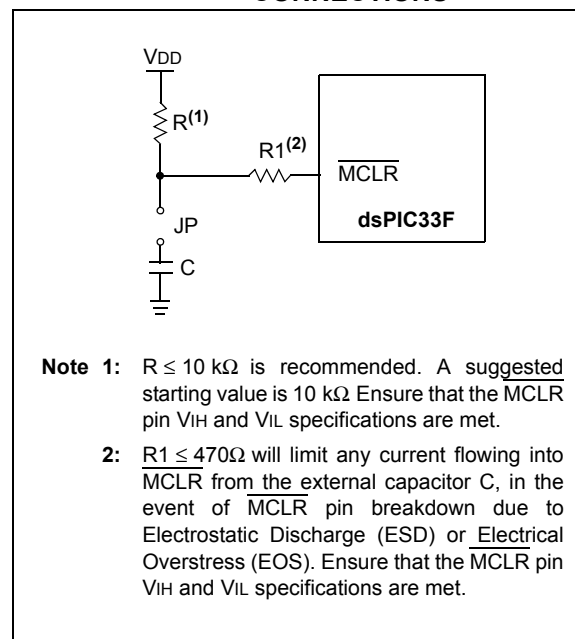 VDD
R(1)
R1(2)
MCLR
dsPIC33F
JP
C
Note 1: R ≤ 10 kΩ is recommended. A suggested
starting value is 10 kΩ Ensure that the MCLR
pin VIH and VIL specifications are met.
2: R1 ≤ 470Ω will limit any current flowing into
MCLR from the external capacitor C, in the
event of MCLR pin breakdown due to
Electrostatic Discharge (ESD) or Electrical
Overstress (EOS). Ensure that the MCLR pin
VIH and VIL specifications are met.